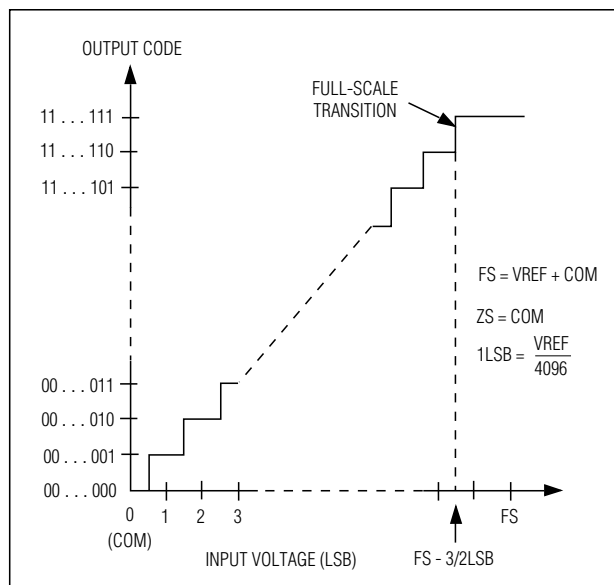 OUTPUT CODE
FULL-SCALE
TRANSITION
11 . . . 111
11 . . . 110
11 . . . 101
FS = VREF + COM
ZS = COM
1LSB = VREF
4096
00 . . . 011
00 . . . 010
00 . . . 001
00 . . . 000
0 1 2 3 FS
(COM)
INPUT VOLTAGE (LSB)
FS - 3/2LSB